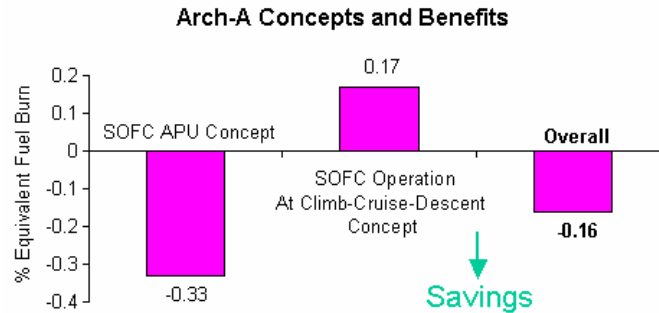 Arch-A Concepts and Benefits
% Equivalent Fuel Burn
0.2
0.1
0
-0.1
-0.2
-0.3
-0.4
SOFC APU Concept
-0.33
0.17
SOFC Operation
At Climb-Cruise-Descent
Concept
Overall
-0.16
Savings